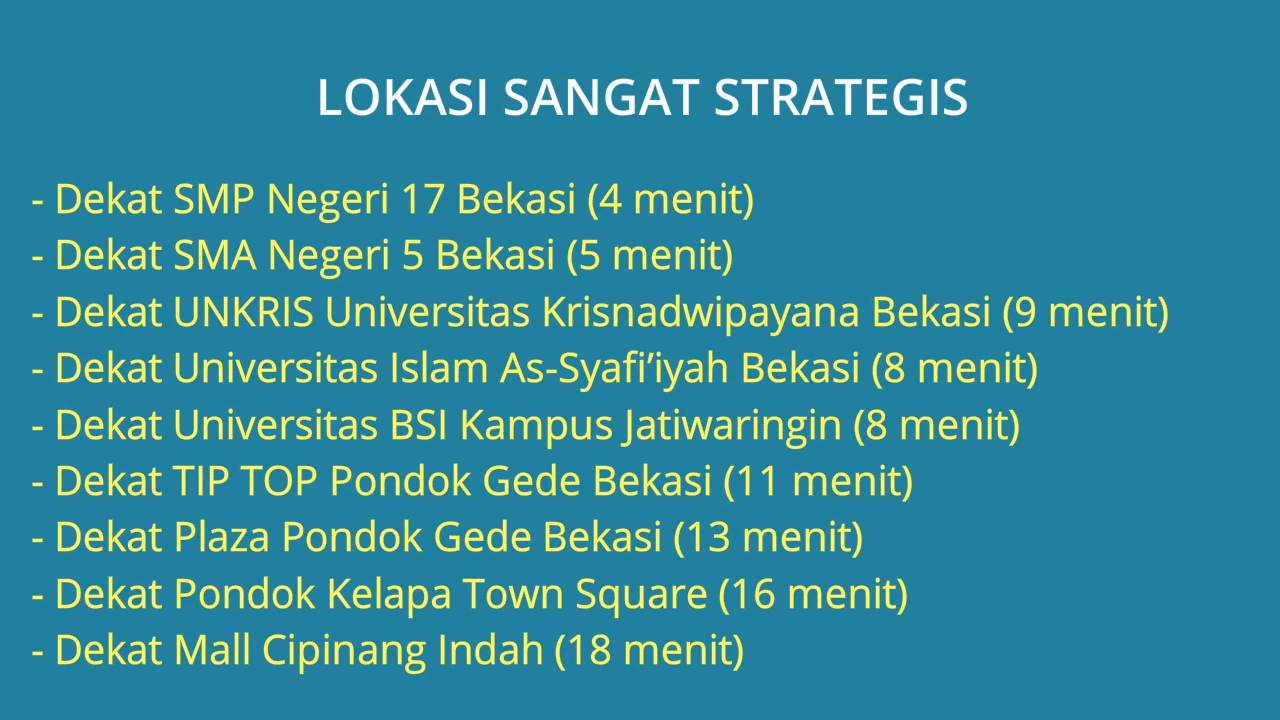 LOKASI SANGAT STRATEGIS
- Dekat SMP Negeri 17 Bekasi (4 menit)
- Dekat SMA Negeri 5 Bekasi (5 menit)
- Dekat UNKRIS Universitas Krisnadwipayana Bekasi (9 menit)
- Dekat Universitas Islam As-Syafi’iyah Bekasi (8 menit)
- Dekat Universitas BSI Kampus Jatiwaringin (8 menit)
- Dekat TIP TOP Pondok Gede Bekasi (11 menit)
- Dekat Plaza Pondok Gede Bekasi (13 menit)
- Dekat Pondok Kelapa Town Square (16 menit)
- Dekat Mall Cipinang Indah (18 menit)